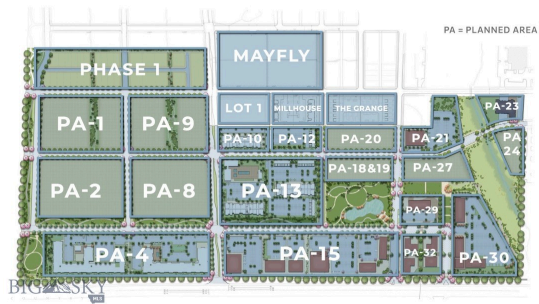 PA = PLANNED AREA
MAYFLY
PHASE 1
LOT 1
MILLHOUSE
THE GRANGE
PA-23
PA-1
PA-9
PA-10
PA-12
PA-20
PA-21
PA
24
PA-2
PA-8
PA-13
PA-18&19
PA-27
PA-29
PA-4
PA-15
PA-32
PA-30
BIG SKY
MLS